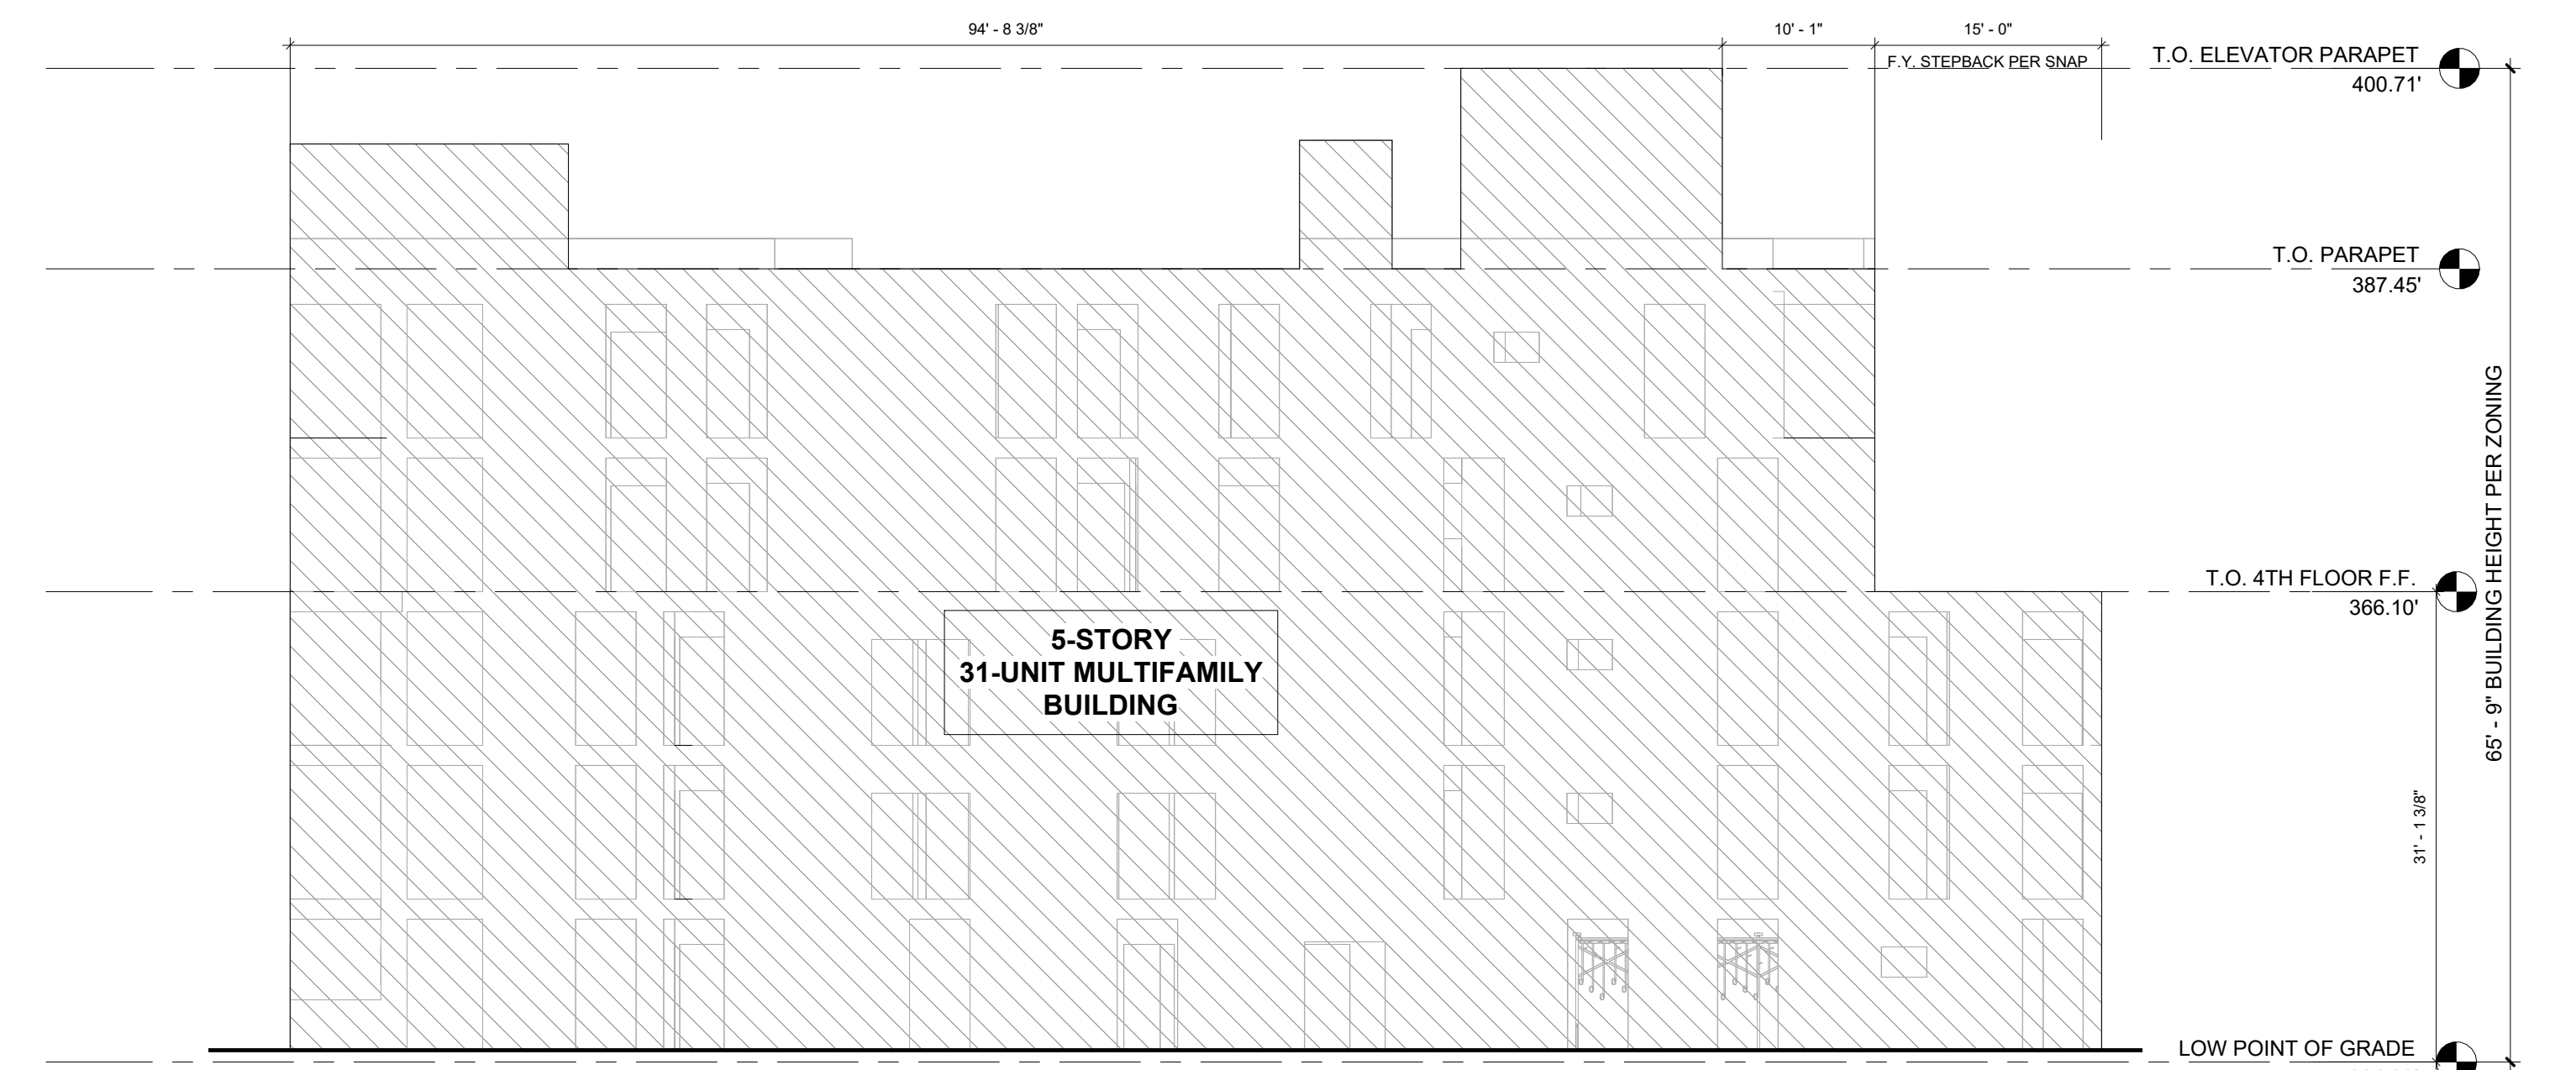 94' - 8 3/8"
10' - 1"
15' - 0"
F.Y. STEPBACK PER SNAP
T.O. ELEVATOR PARAPET
400.71'
T.O. PARAPET
387.45'
65' - 9" BUILDING HEIGHT PER ZONING
T.O. 4TH FLOOR F.F.
366.10'
5-STORY
31-UNIT MULTIFAMILY
BUILDING
31' - 1 3/8"
LOW POINT OF GRADE